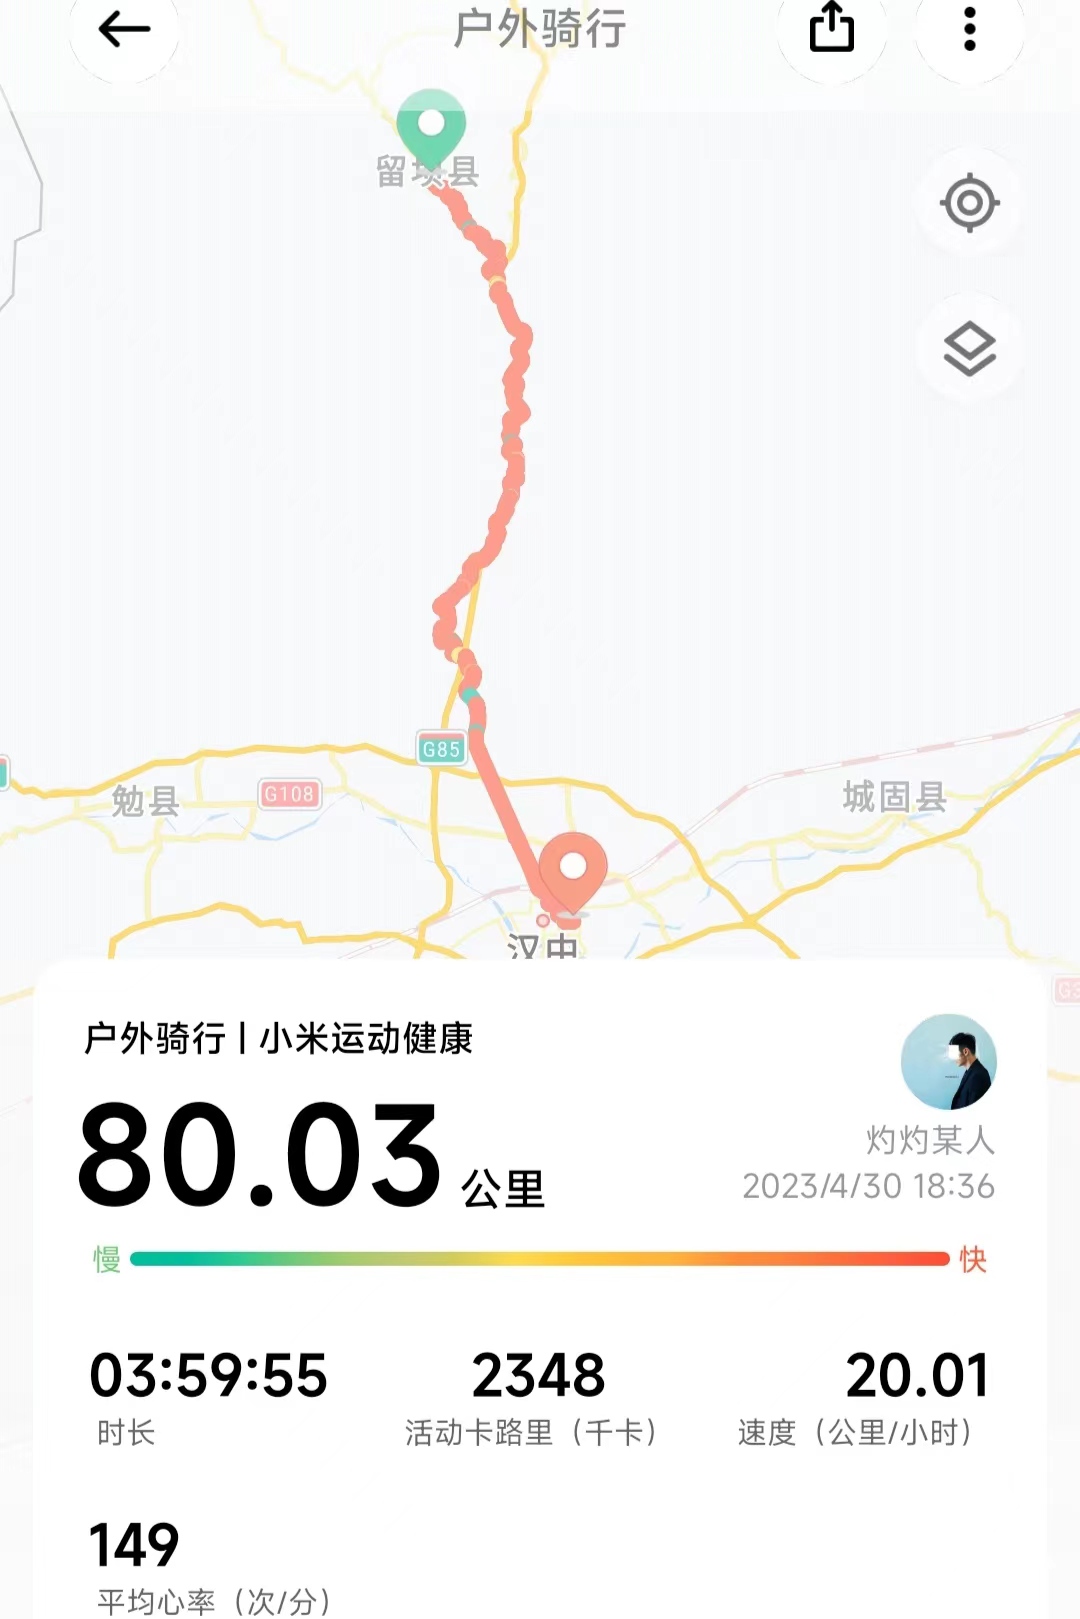 户外骑行
留坝县
G85
勉县
G108
城固县
汉中
户外骑行 | 小米运动健康
80.03 公里
灼灼某人
2023/4/30 18:36
慢
快
03:59:55
2348
20.01
时长
活动卡路里（千卡）
速度（公里/小时）
149
平均心率（次/分）